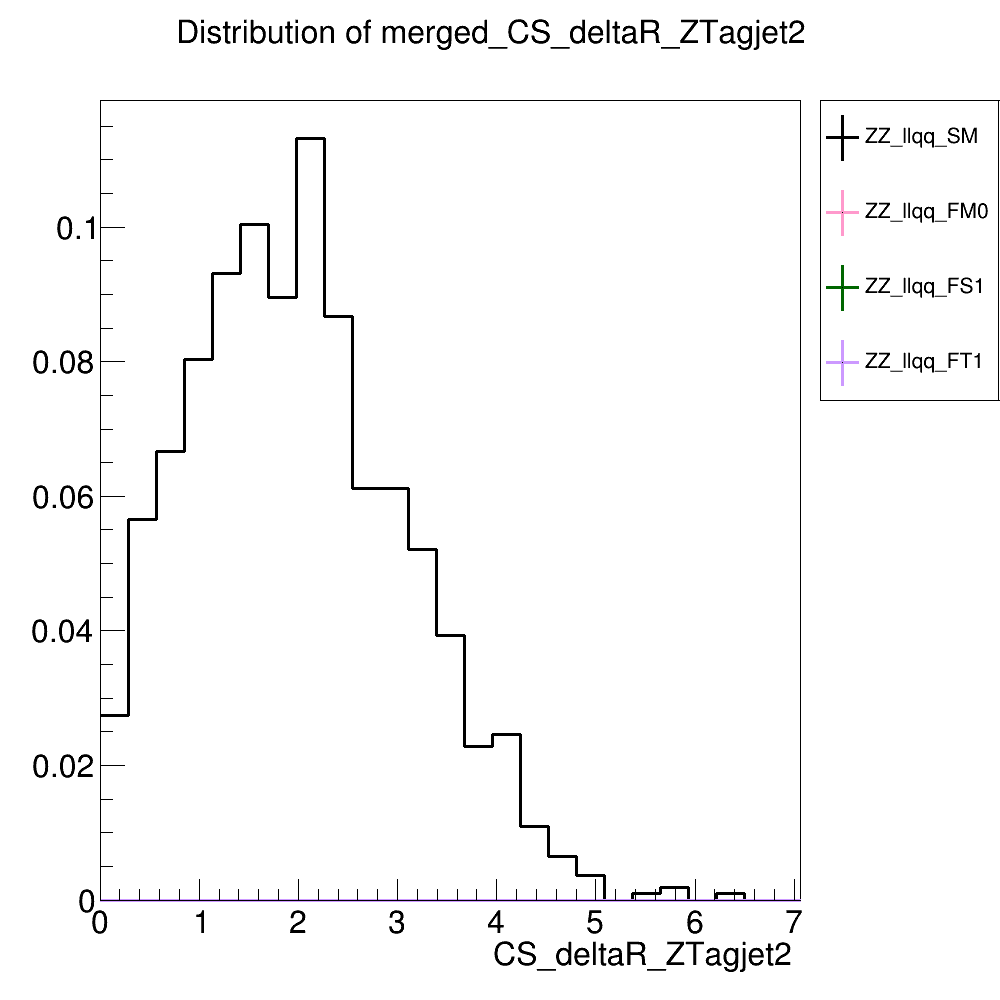 Distribution of merged_CS_deltaR_ZTagjet2
ZZ_llqq_SM
ZZ_llqq_FM0
ZZ_llqq_FS1
ZZ_llqq_FT1
0.1
0.08
0.06
0.04
0.02
0
0 1 2 3 4 5 6 7
CS_deltaR_ZTagjet2